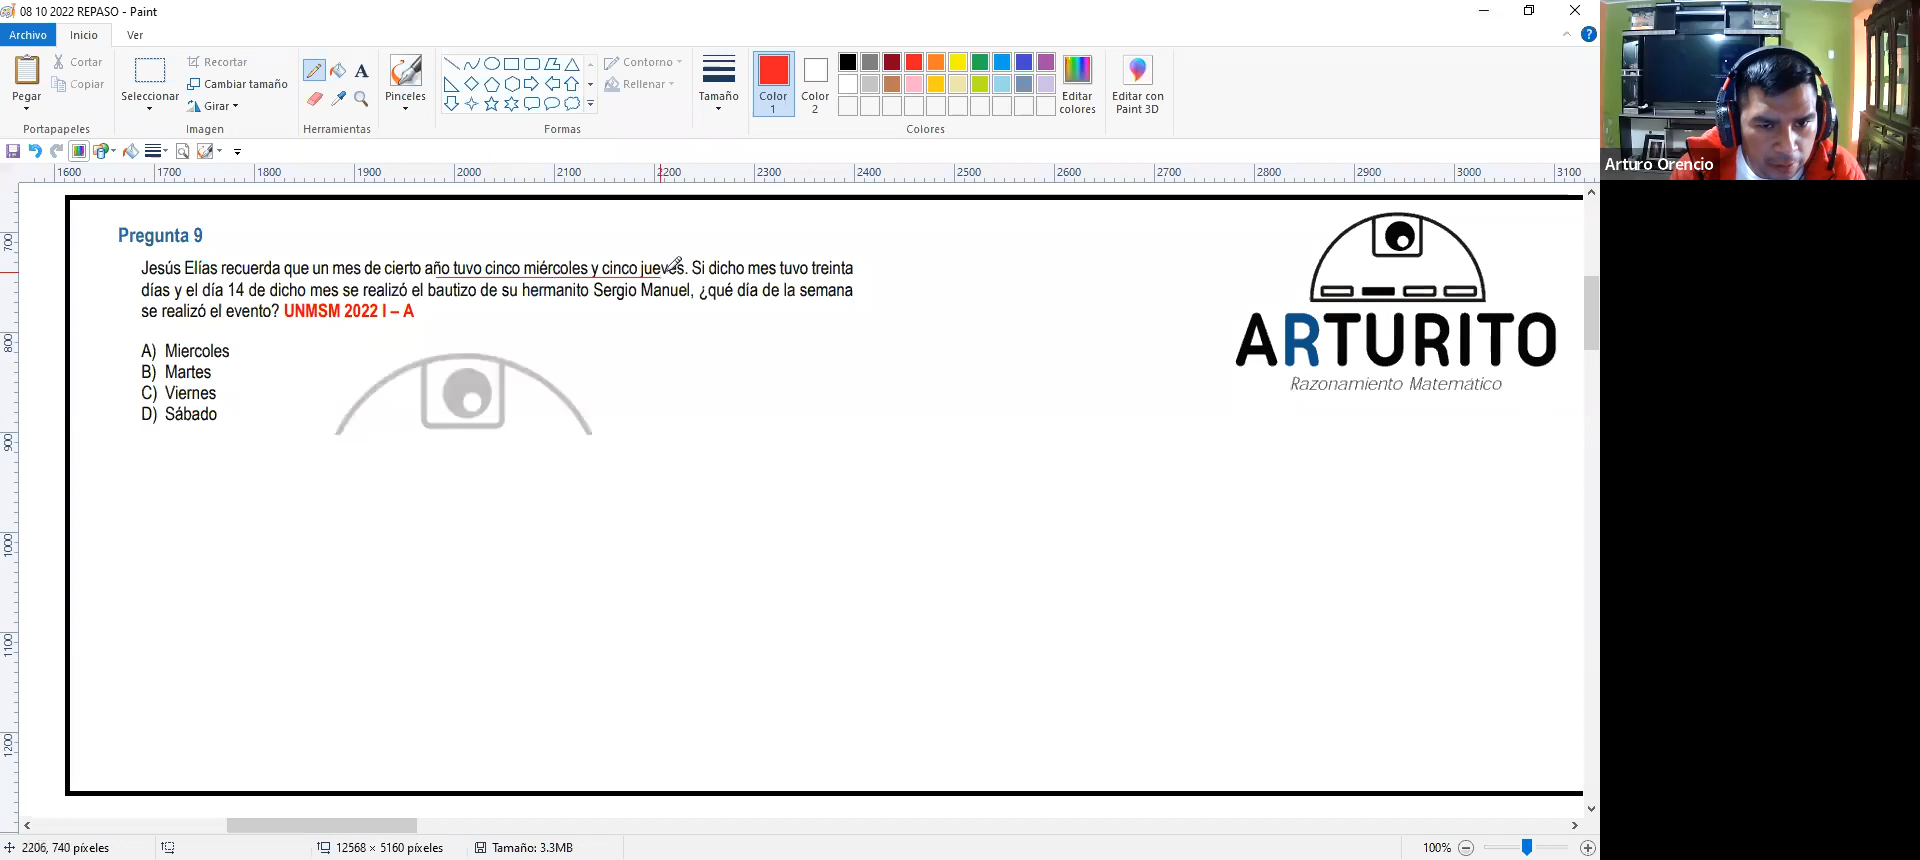 08 10 2022 REPASO - Paint
Archivo Inicio Ver
Pegar
Cortar
Copiar
Portapapeles
Seleccionar
Recortar
Cambiar tamaño
Girar
Imagen
Herramientas
Pinceles
Contorno
Rellenar
Formas
Tamaño
Color 1
Color 2
Editar colores
Editar con Paint 3D
Colores
1600 1700 1800 1900 2000 2100 2200 2300 2400 2500 2600 2700 2800 2900 3000 3100
700
800
900
1000
1100
1200
Arturo Orencio
Pregunta 9
Jesús Elías recuerda que un mes de cierto año tuvo cinco miércoles y cinco jueves. Si dicho mes tuvo treinta
días y el día 14 de dicho mes se realizó el bautizo de su hermanito Sergio Manuel, ¿qué día de la semana
se realizó el evento? UNMSM 2022 I – A
A) Miercoles
B) Martes
C) Viernes
D) Sábado
ARTURITO
Razonamiento Matemático
2206, 740 píxeles
12568 × 5160 píxeles
Tamaño: 3.3MB
100%